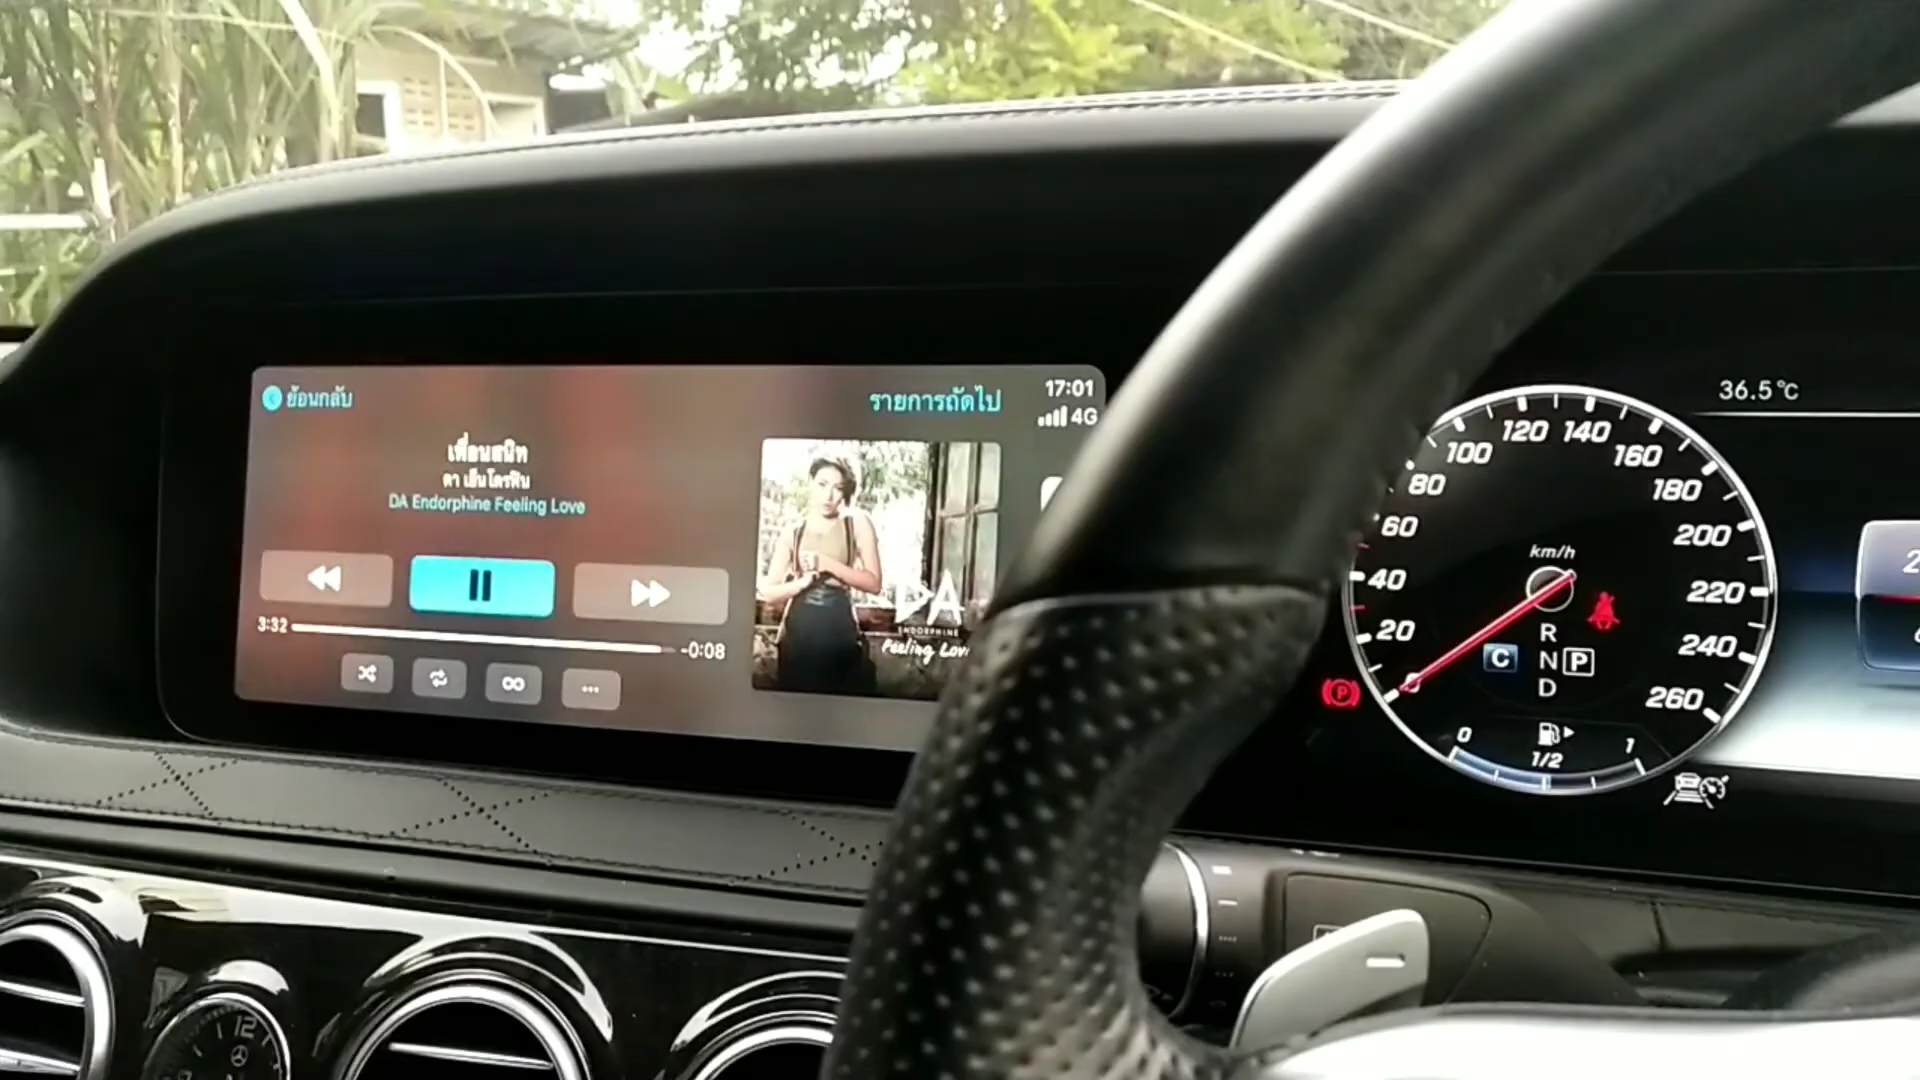 ย้อนกลับ
รายการถัดไป
17:01
4G
เพื่อนสนิท
ดา เอ็นโดรฟิน
DA Endorphine Feeling Love
3:32
-0:08
DA
ENDORPHINE
Feeling Love
36.5°C
120 140
100
160
80
180
60
200
km/h
40
220
20
R
C
N P
D
240
P
260
0
1
1/2
12